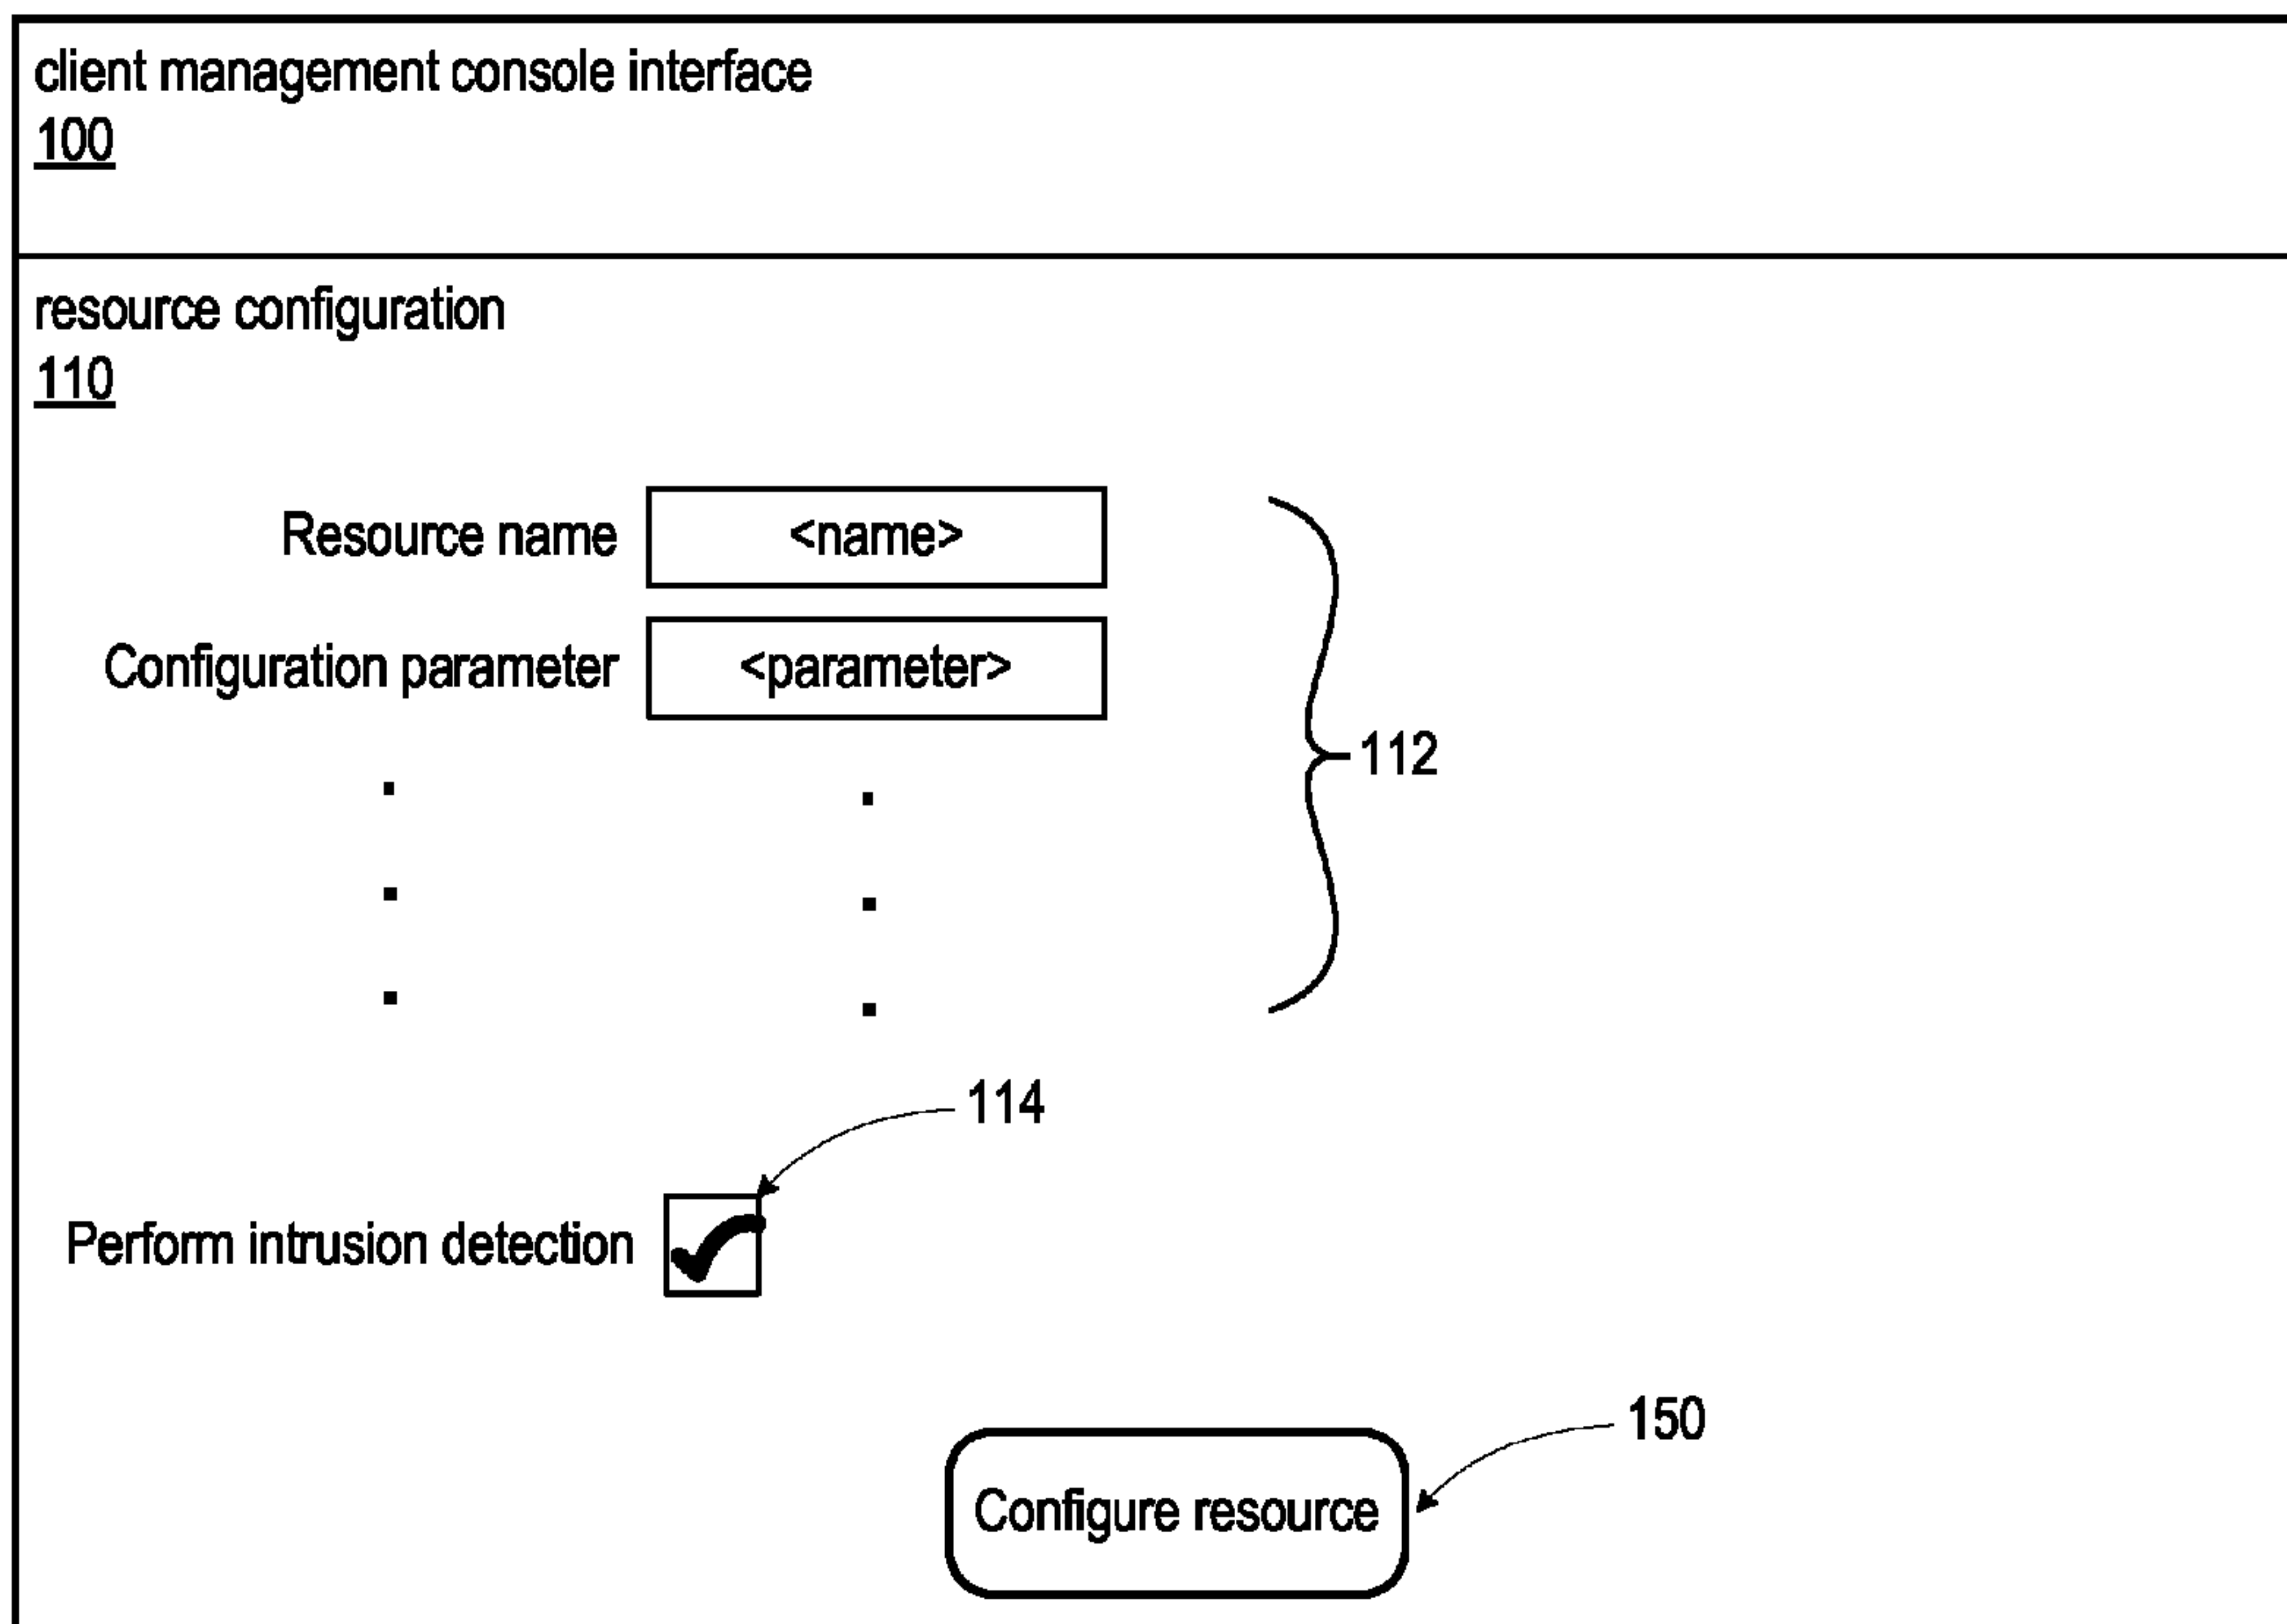 client management console interface
100
resource configuration
110
Resource name <name>
Configuration parameter <parameter>
112
114
Perform intrusion detection
150
Configure resource